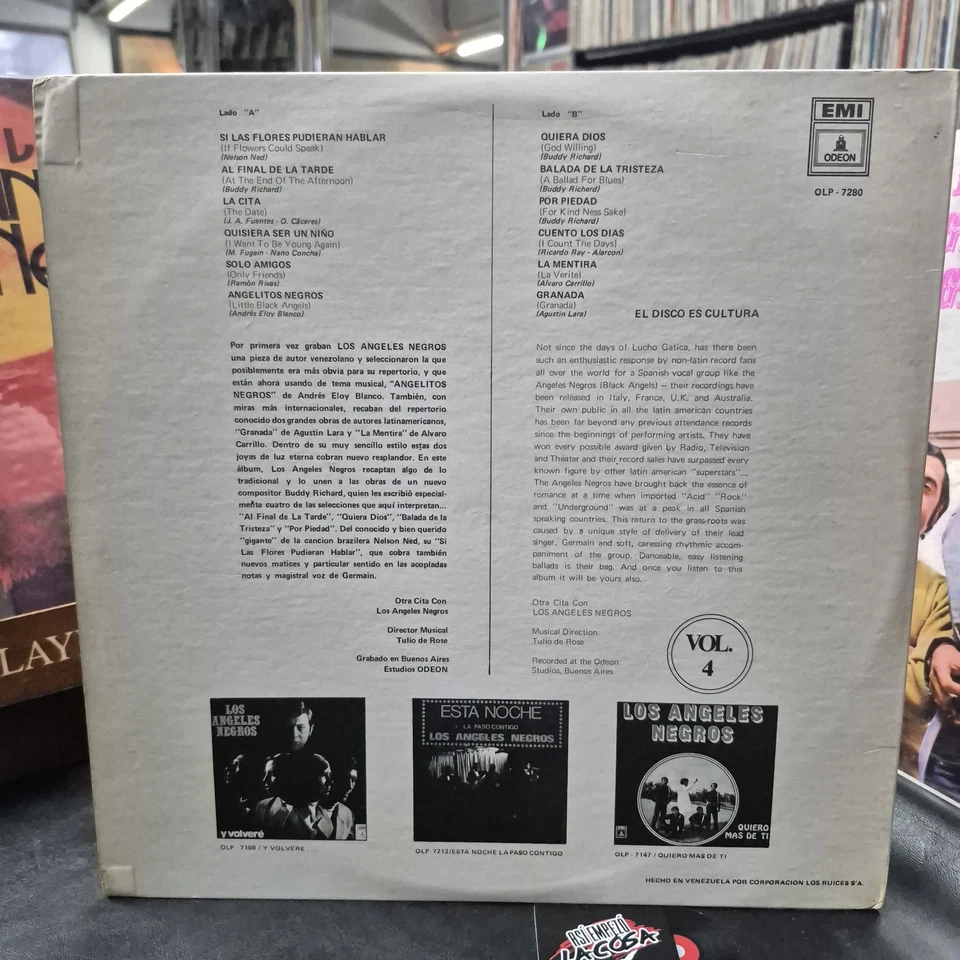 Lado "A"
SI LAS FLORES PUDIERAN HABLAR
(If Flowers Could Speak)
(Nelson Ned)
AL FINAL DE LA TARDE
(At The End Of The Afternoon)
(Buddy Richard)
LA CITA
(The Date)
(J. A. Fuentes - O. Cáceres)
QUISIERA SER UN NIÑO
(I Want To Be Young Again)
(M. Fugain - Nano Concha)
SOLO AMIGOS
(Only Friends)
(Ramón Rivas)
ANGELITOS NEGROS
(Little Black Angels)
(Andrés Eloy Blanco)
Lado "B"
QUIERA DIOS
(God Willing)
(Buddy Richard)
BALADA DE LA TRISTEZA
(A Ballad For Blues)
(Buddy Richard)
POR PIEDAD
(For Kind Ness Sake)
(Buddy Richard)
CUENTO LOS DIAS
(I Count The Days)
(Ricardo Ray - Alarcon)
LA MENTIRA
(La Verite)
(Alvaro Carrillo)
GRANADA
(Granada)
(Agustin Lara)
EL DISCO ES CULTURA
EMI
ODEON
OLP - 7280
Por primera vez graban LOS ANGELES NEGROS
una pieza de autor venezolano y seleccionaron la que
posiblemente era más obvia para su repertorio, y que
están ahora usando de tema musical, "ANGELITOS
NEGROS" de Andrés Eloy Blanco. También, con
miras más internacionales, recaban del repertorio
conocido dos grandes obras de autores latinamericanos,
"Granada" de Agustin Lara y "La Mentira" de Alvaro
Carrillo. Dentro de su muy sencillo estilo estas dos
joyas de luz eterna cobran nuevo resplandor. En este
álbum, Los Angeles Negros recaptan algo de lo
tradicional y lo unen a las obras de un nuevo
compositor Buddy Richard, quien les escribió especial-
mente cuatro de las selecciones que aquí interpretan...
"Al Final de La Tarde", "Quiera Dios", "Balada de la
Tristeza" y "Por Piedad". Del conocido y bien querido
"gigante" de la cancion brazilera Nelson Ned, su "Si
Las Flores Pudieran Hablar", que cobra también
nuevos matices y particular sentido en las acopladas
notas y magistral voz de Germain.
Otra Cita Con
Los Angeles Negros
Director Musical
Tulio de Rose
Grabado en Buenos Aires
Estudios ODEON
Not since the days of Lucho Gatica, has there been
such an enthusiastic response by non-latin record fans
all over the world for a Spanish vocal group like the
Angeles Negros (Black Angels) — their recordings have
been released in Italy, France, U.K. and Australia.
Their own public in all the latin american countries
has been far beyond any previous attendance records
since the beginnings of performing artists. They have
won every possible award given by Radio, Television
and Theater and their record sales have surpassed every
known figure by other latin american "superstars"...
The Angeles Negros have brought back the essence of
romance at a time when imported "Acid" "Rock"
and "Underground" was at a peak in all Spanish
speaking countries. This return to the grass-roots was
caused by a unique style of delivery of their lead
singer, Germain and soft, caressing rhythmic accom-
paniment of the group. Danceable, easy listening
ballads is their bag. And once you listen to this
album it will be yours also.
Otra Cita Con
LOS ANGELES NEGROS
Musical Direction
Tulio de Rose
Recorded at the Odeon
Studios, Buenos Aires
VOL.
4
LOS
ANGELES
NEGROS
y volveré
EMI
OLP - 7108 / Y VOLVERE ...
ESTA NOCHE
LA PASO CONTIGO
LOS ANGELES NEGROS
OLP-7212/ESTA NOCHE LA PASO CONTIGO
LOS ANGELES
NEGROS
QUIERO
MAS DE TI
EMI
OLP - 7147 / QUIERO MAS DE TI
HECHO EN VENEZUELA POR CORPORACION LOS RUICES S'A.
LAY
ASÍ EMPEZÓ
LA COSA